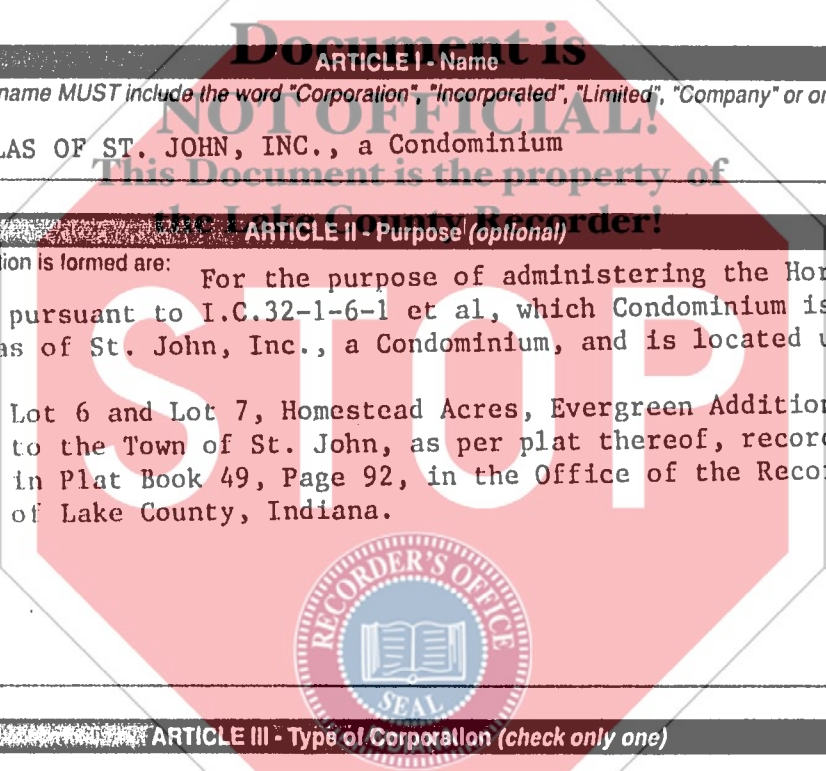 Document is
ARTICLE I - Name
name MUST include the word "Corporation", "Incorporated", "Limited", "Company" or or
NOT OFFICIAL!
LAS OF ST. JOHN, INC., a Condominium
This Document is the property of
the Lake County Recorder!
ARTICLE II - Purpose (optional)
tion is formed are: For the purpose of administering the Hor
pursuant to I.C.32-1-6-1 et al, which Condominium is
as of St. John, Inc., a Condominium, and is located u
STOP
Lot 6 and Lot 7, Homestead Acres, Evergreen Addition
to the Town of St. John, as per plat thereof, record
in Plat Book 49, Page 92, in the Office of the Recor
of Lake County, Indiana.
RECORDER'S OFFICE
SEAL
ARTICLE III - Type of Corporation (check only one)